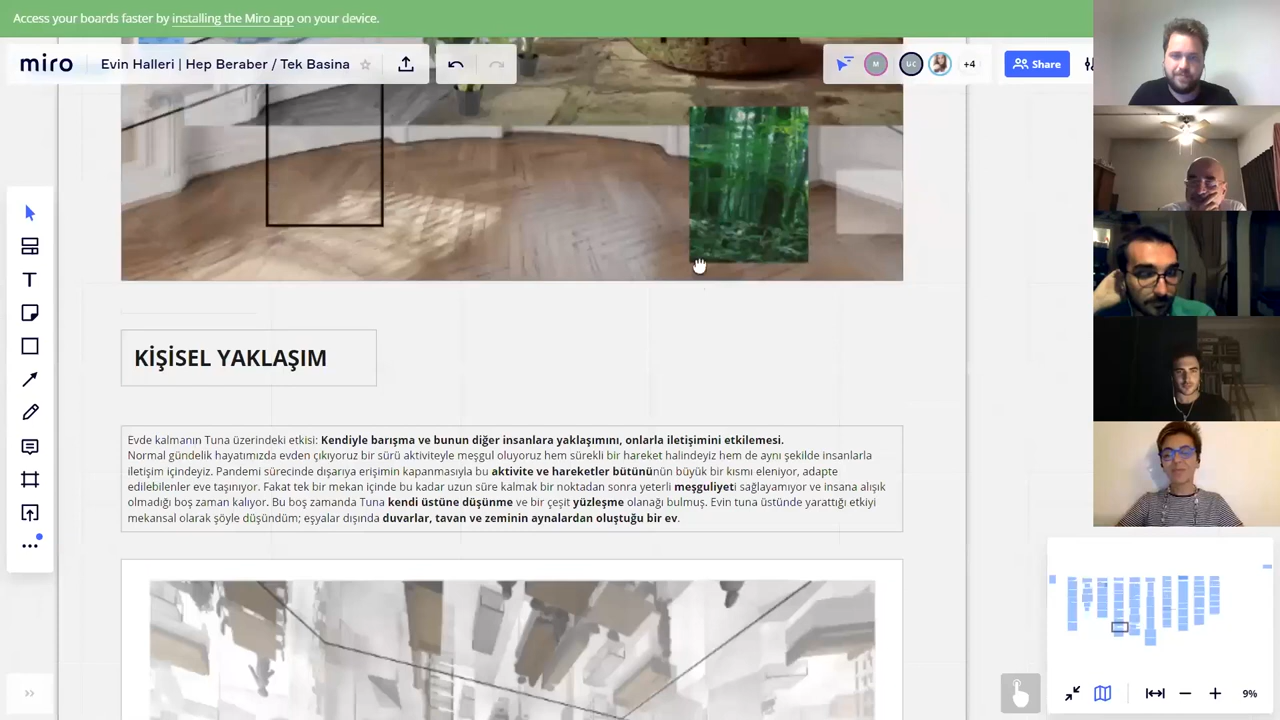 Access your boards faster by installing the Miro app on your device.
miro
Evin Halleri | Hep Beraber / Tek Basina
M
UC
+4
Share
KİŞİSEL YAKLAŞIM
Evde kalmanın Tuna üzerindeki etkisi: Kendiyle barışma ve bunun diğer insanlara yaklaşımını, onlarla iletişimini etkilemesi.
Normal gündelik hayatımızda evden çıkıyoruz bir sürü aktiviteyle meşgul oluyoruz hem sürekli bir hareket halindeyiz hem de aynı şekilde insanlarla
iletişim içindeyiz. Pandemi sürecinde dışarıya erişimin kapanmasıyla bu aktivite ve hareketler bütününün büyük bir kısmı eleniyor, adapte
edilebilenler eve taşınıyor. Fakat tek bir mekan içinde bu kadar uzun süre kalmak bir noktadan sonra yeterli meşguliyeti sağlayamıyor ve insana alışık
olmadığı boş zaman kalıyor. Bu boş zamanda Tuna kendi üstüne düşünme ve bir çeşit yüzleşme olanağı bulmuş. Evin tuna üstünde yarattığı etkiyi
mekansal olarak şöyle düşündüm; eşyalar dışında duvarlar, tavan ve zeminin aynalardan oluştuğu bir ev.
9%